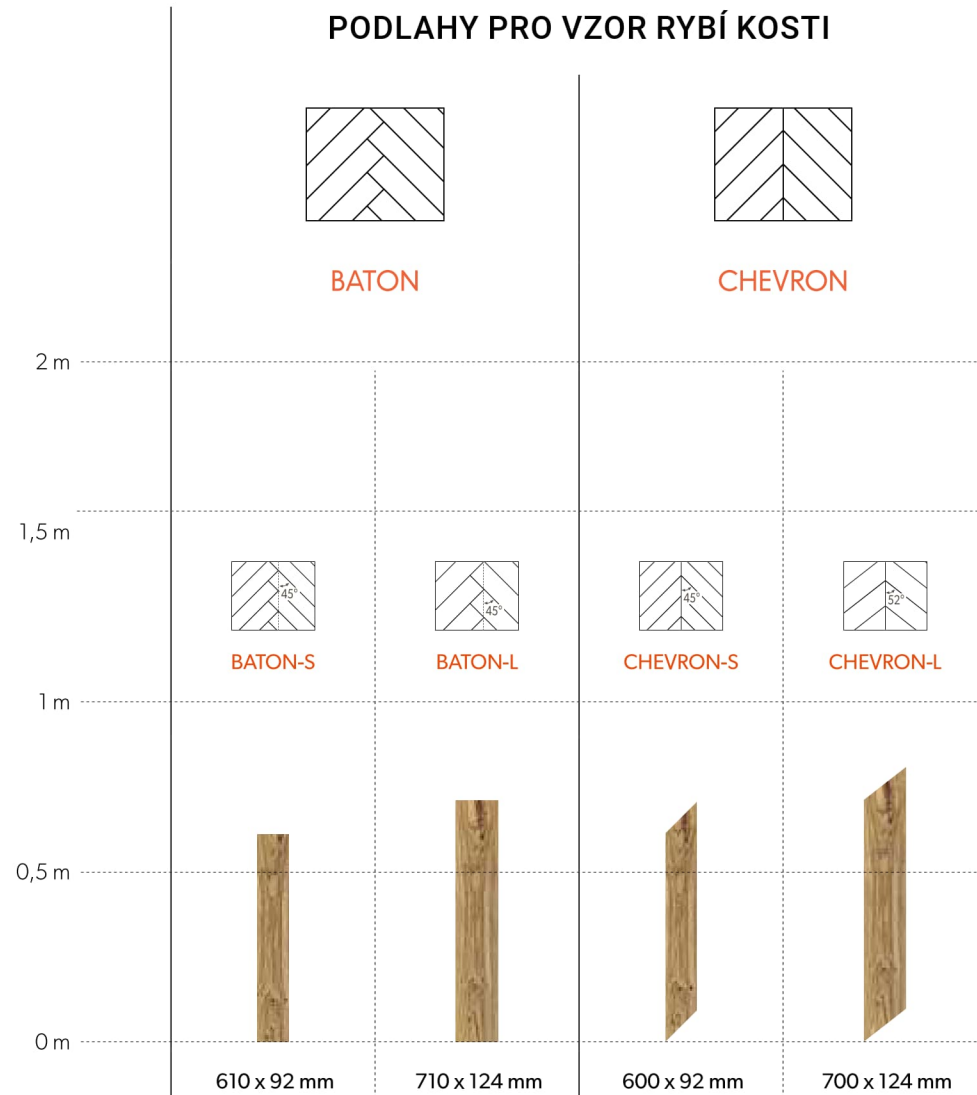 PODLAHY PRO VZOR RYBÍ KOSTI
BATON
CHEVRON
2 m
1,5 m
45°
45°
45°
52°
BATON-S
BATON-L
CHEVRON-S
CHEVRON-L
1 m
0,5 m
0 m
610 x 92 mm
710 x 124 mm
600 x 92 mm
700 x 124 mm